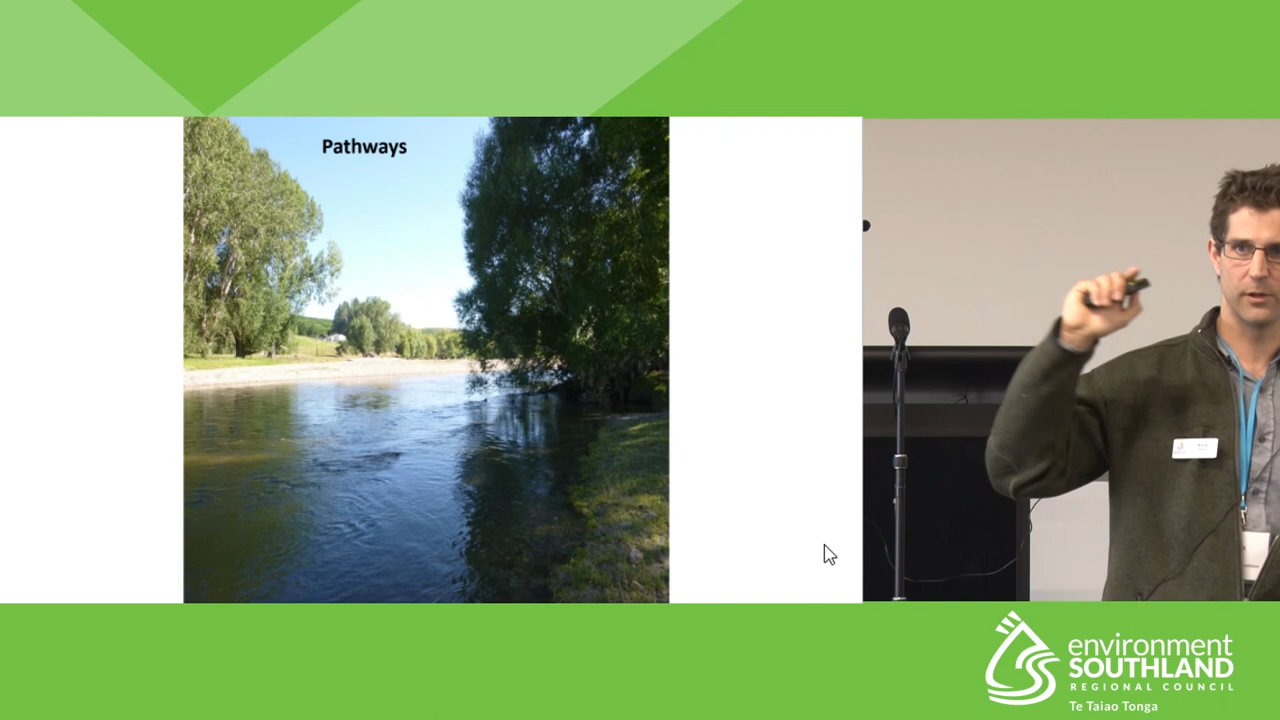 Pathways
environment
SOUTHLAND
REGIONAL COUNCIL
Te Taiao Tonga